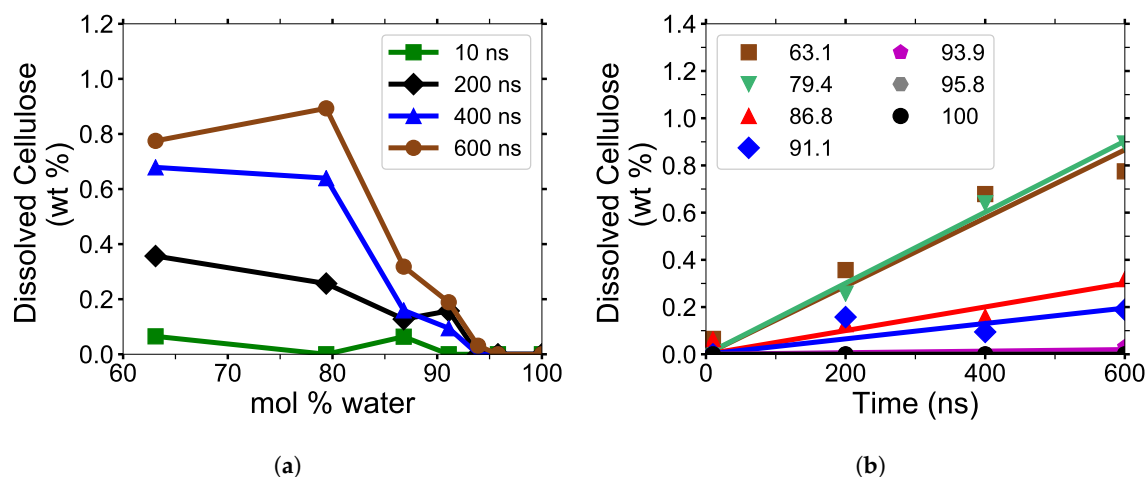 1.2
1.0
0.8
0.6
0.4
0.2
0.0
Dissolved Cellulose
(wt %)
10 ns
200 ns
400 ns
600 ns
60
70
80
90
100
mol % water
(a)
1.4
1.2
1.0
0.8
0.6
0.4
0.2
0.0
Dissolved Cellulose
(wt %)
63.1
79.4
86.8
91.1
93.9
95.8
100
0
200
400
600
Time (ns)
(b)